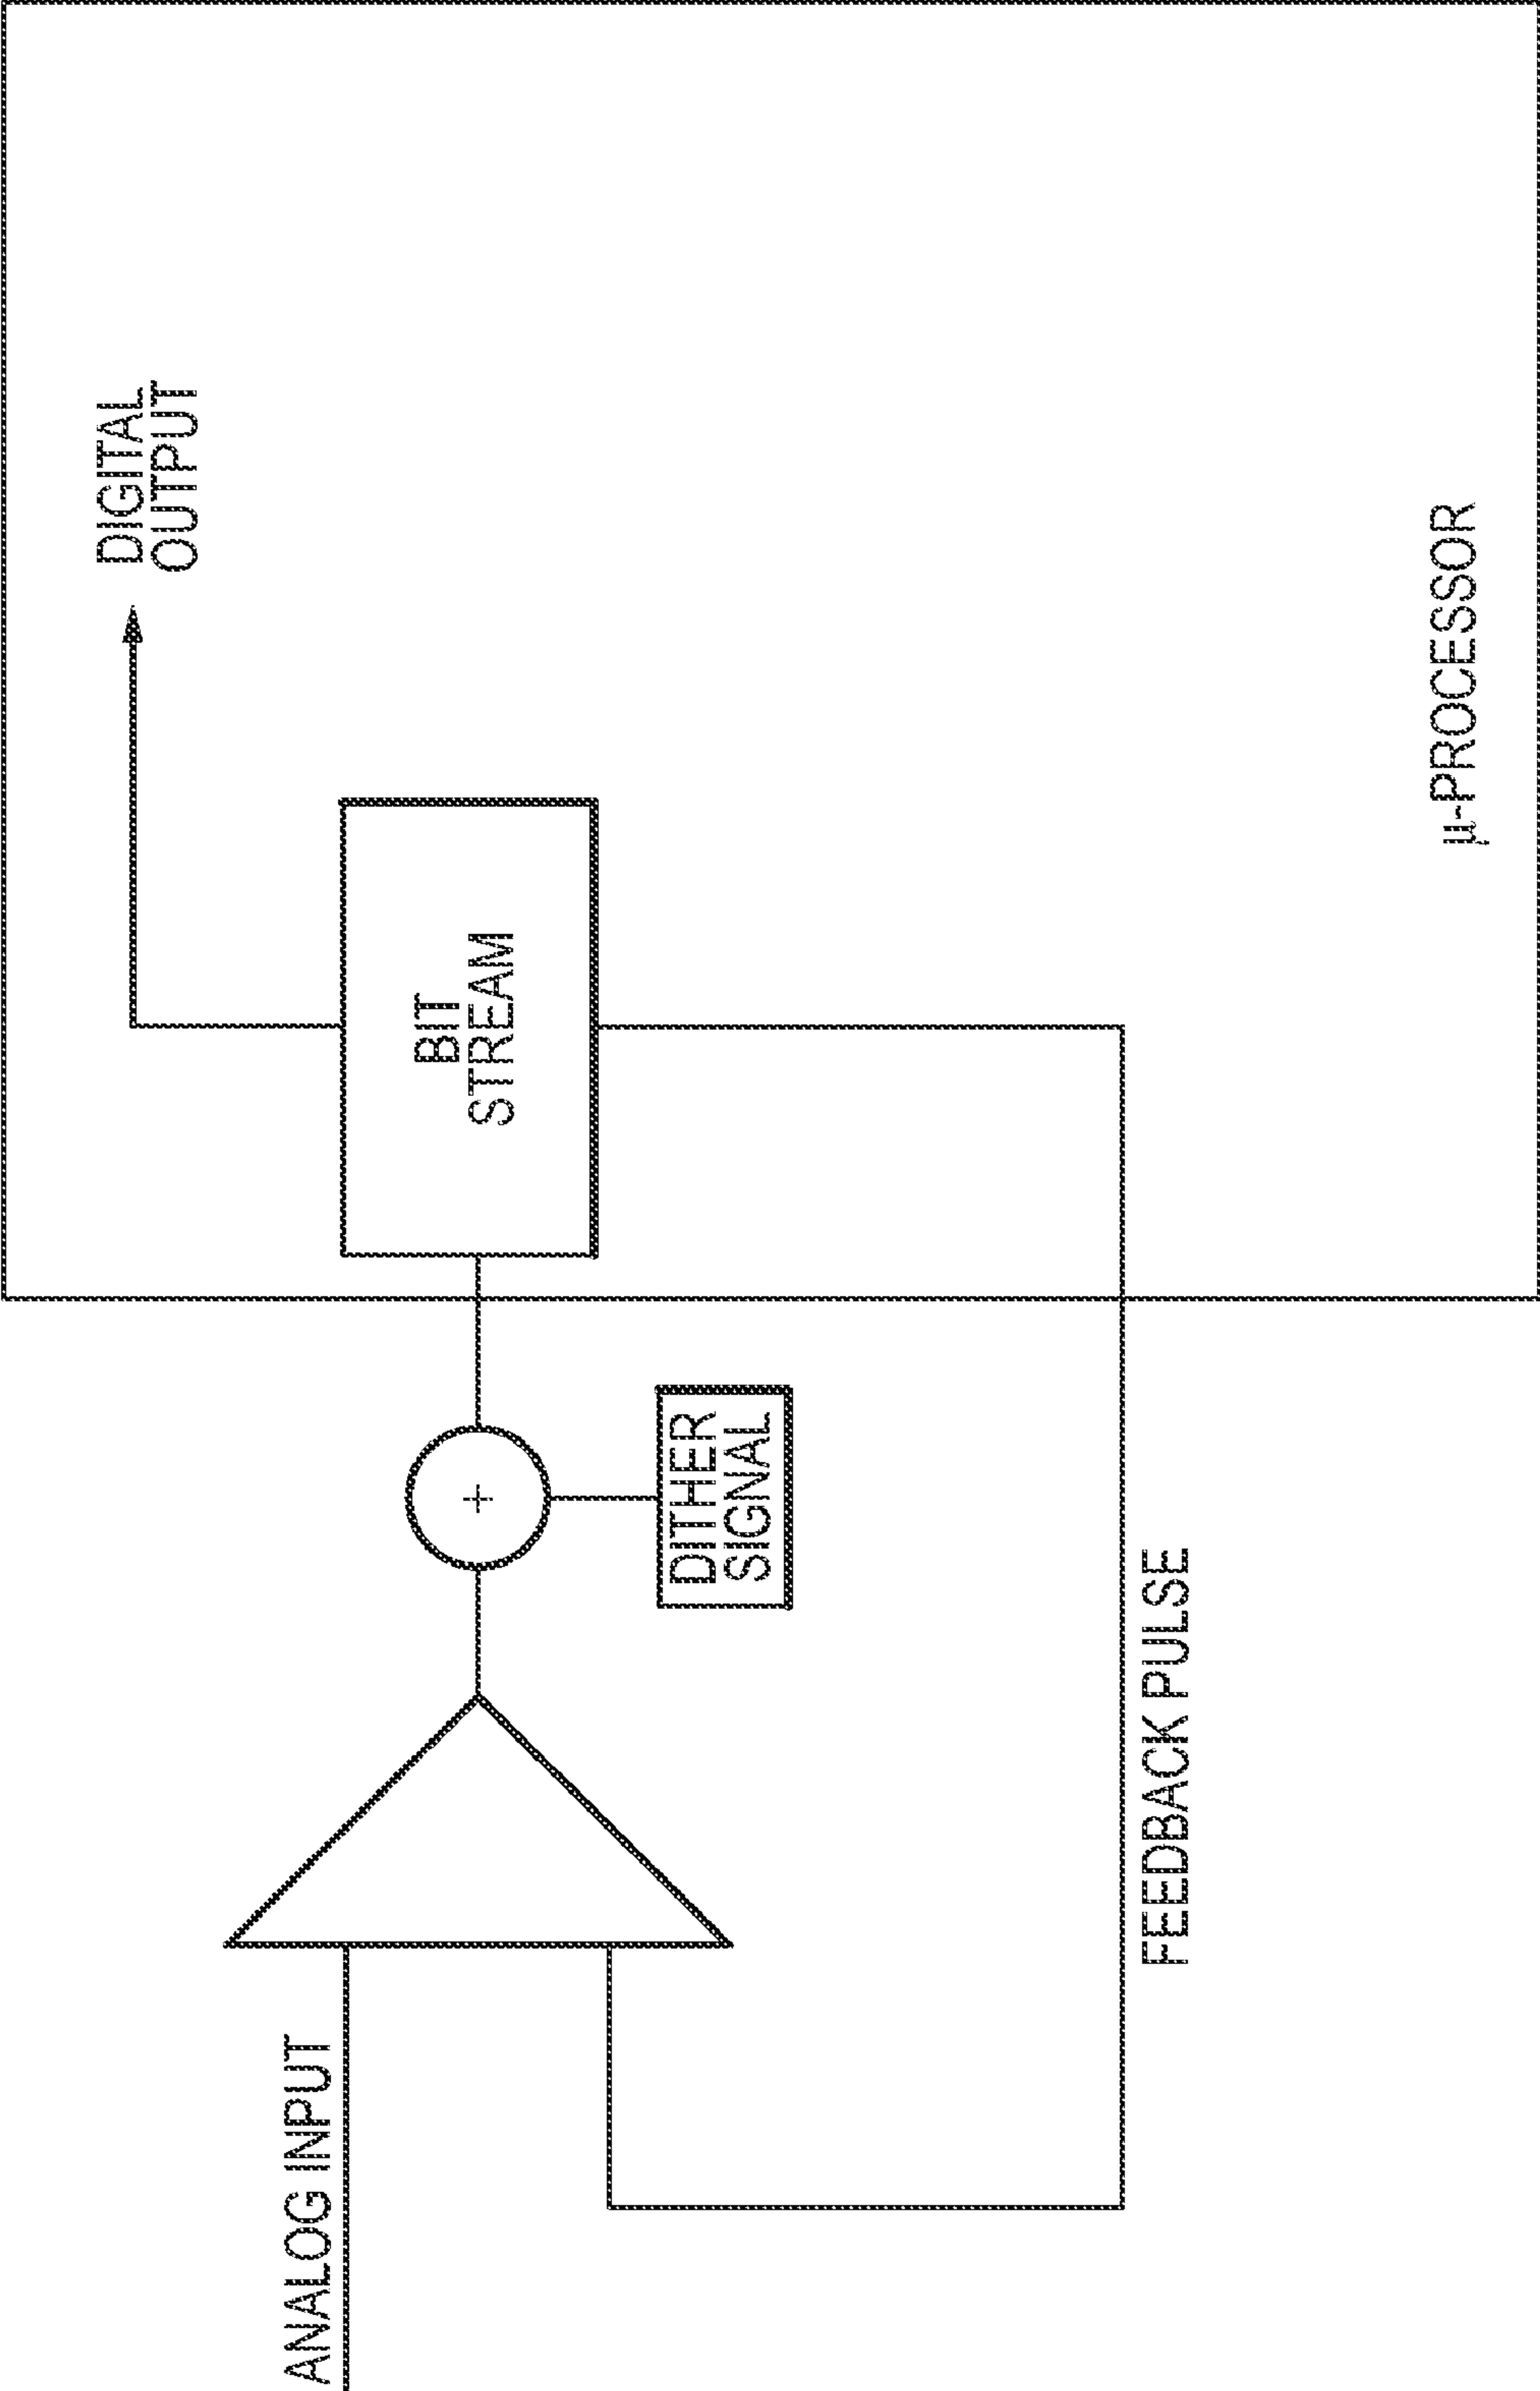 ANALOG INPUT
DITHER
SIGNAL
FEEDBACK PULSE
BIT
STREAM
DIGITAL
OUTPUT
µ-PROCESSOR